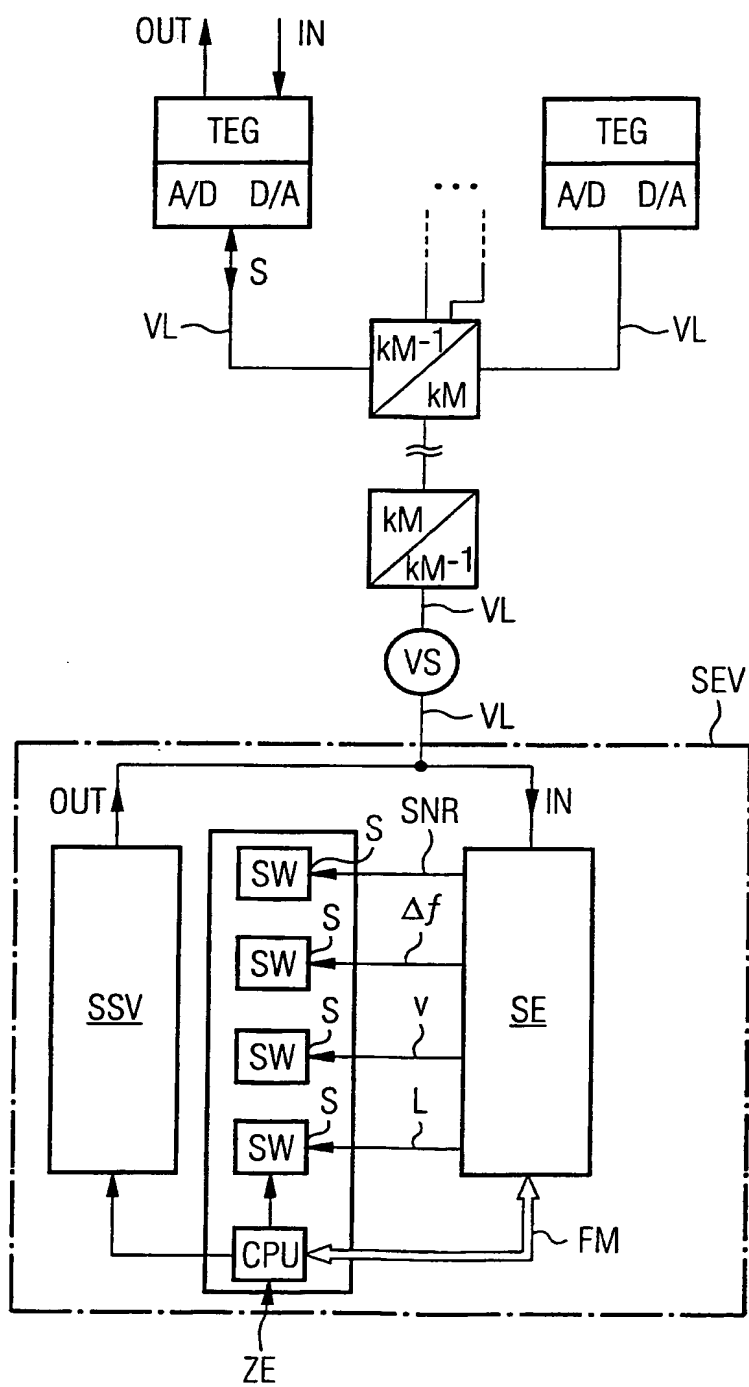 OUT IN
TEG TEG
A/D D/A A/D D/A
...
S
VL VL
kM-1
kM
kM
kM-1
VL
VS
VL SEV
OUT IN
SNR
S
SW
Δf
S
SW
SSV SE
v
S
SW
L
S
SW
CPU FM
ZE